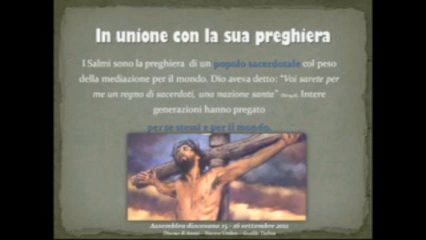 In unione con la sua preghiera
I Salmi sono la preghiera di un popolo sacerdotale col peso
della mediazione per il mondo. Dio aveva detto: "Voi sarete per
me un regno di sacerdoti, una nazione santa" Intere
generazioni hanno pregato
per se stessi e per il mondo.
Assemblea diocesana 15 - 16 settembre 2011